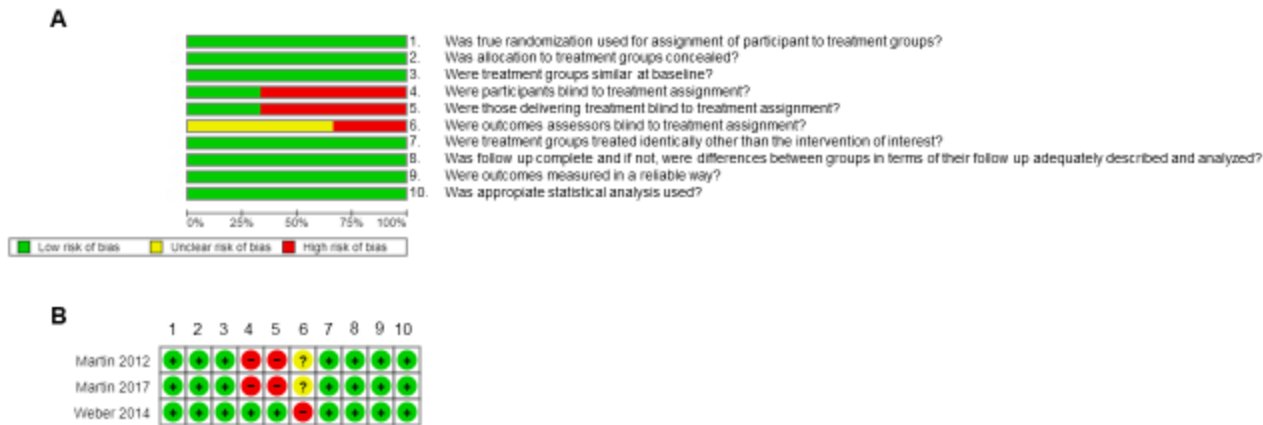 A
1. Was true randomization used for assignment of participant to treatment groups?
2. Was allocation to treatment groups concealed?
3. Were treatment groups similar at baseline?
4. Were participants blind to treatment assignment?
5. Were those delivering treatment blind to treatment assignment?
6. Were outcomes assessors blind to treatment assignment?
7. Were treatment groups treated identically other than the intervention of interest?
8. Was follow up complete and if not, were differences between groups in terms of their follow up adequately described and analyzed?
9. Were outcomes measured in a reliable way?
10. Was appropiate statistical analysis used?
0% 25% 50% 75% 100%
Low risk of bias Unclear risk of bias High risk of bias
B
1 2 3 4 5 6 7 8 9 10
Martin 2012 + + + - - ? + + + +
Martin 2017 + + + - - ? + + + +
Weber 2014 + + + + + - + + + +